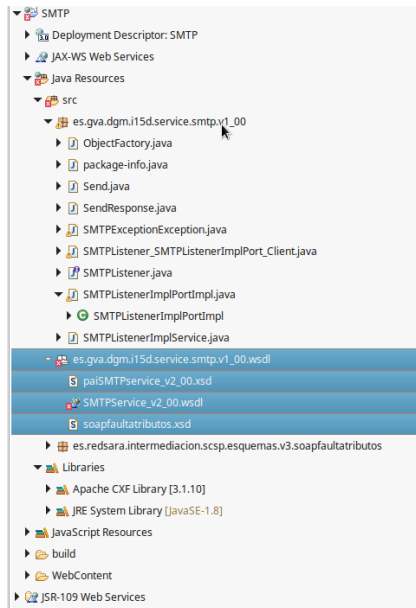 SMTP
Deployment Descriptor: SMTP
JAX-WS Web Services
Java Resources
src
es.gva.dgm.i15d.service.smtp.v1_00
ObjectFactory.java
package-info.java
Send.java
SendResponse.java
SMTPExceptionException.java
SMTPListener_SMTPListenerImplPort_Client.java
SMTPListener.java
SMTPListenerImplPortImpl.java
SMTPListenerImplPortImpl
SMTPListenerImplService.java
es.gva.dgm.i15d.service.smtp.v1_00.wsdl
paiSMTPservice_v2_00.xsd
SMTPService_v2_00.wsdl
soapfaultatributos.xsd
es.redsara.intermediacion.scsp.esquemas.v3.soapfaultatributos
Libraries
Apache CXF Library [3.1.10]
JRE System Library [JavaSE-1.8]
JavaScript Resources
build
WebContent
JSR-109 Web Services